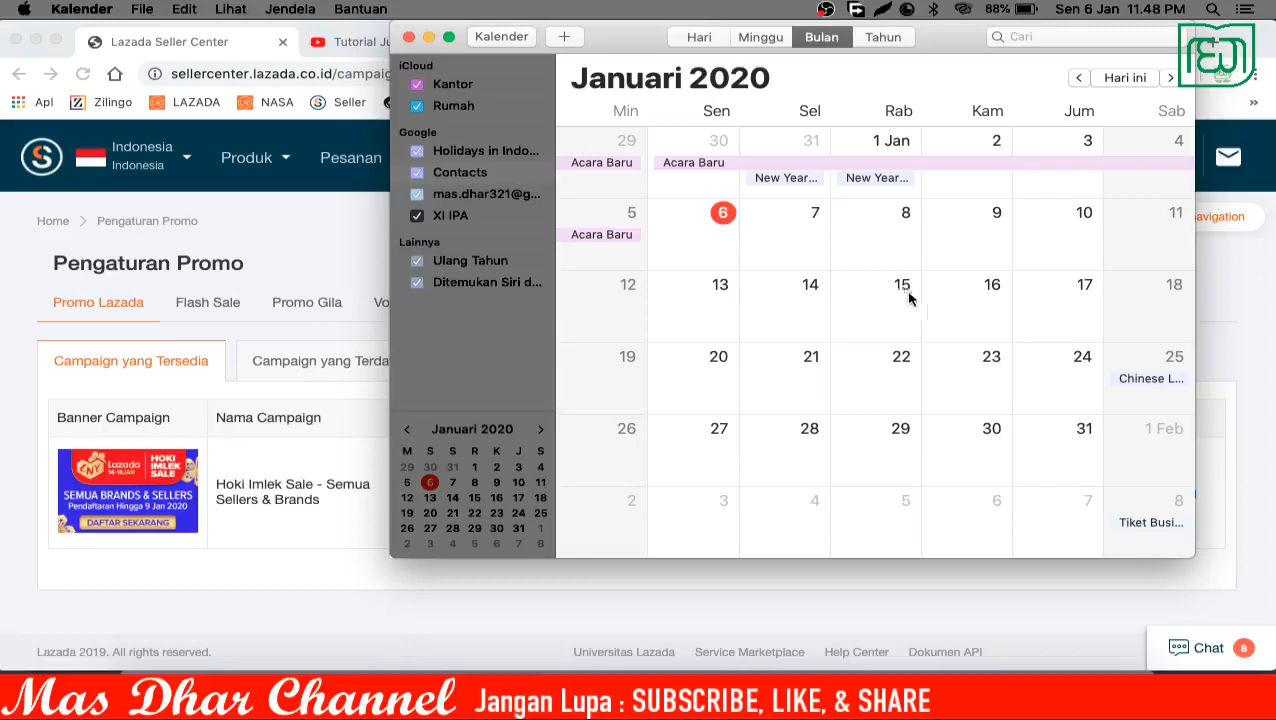 Kalender File Edit Lihat Jendela Bantuan 88% Sen 6 Jan 11.48 PM
Lazada Seller Center
Tutorial Ju
sellercenter.lazada.co.id/campaig
Apl Zilingo LAZADA NASA Seller
Indonesia
Indonesia
Produk Pesanan
Home Pengaturan Promo
avigation
Pengaturan Promo
Promo Lazada Flash Sale Promo Gila Vo
Campaign yang Tersedia Campaign yang Terda
Banner Campaign Nama Campaign
Lazada
HOKI
IMLEK
SALE
SEMUA BRANDS & SELLERS
Pendaftaran Hingga 9 Jan 2020
DAFTAR SEKARANG
Hoki Imlek Sale - Semua
Sellers & Brands
Kalender + Hari Minggu Bulan Tahun Cari
iCloud
Kantor
Rumah
Google
Holidays in Indo...
Contacts
mas.dhar321@g...
XI IPA
Lainnya
Ulang Tahun
Ditemukan Siri d...
Januari 2020
M S S R K J S
29 30 31 1 2 3 4
5 6 7 8 9 10 11
12 13 14 15 16 17 18
19 20 21 22 23 24 25
26 27 28 29 30 31 1
2 3 4 5 6 7 8
Januari 2020 Hari ini
Min Sen Sel Rab Kam Jum Sab
29 30 31 1 Jan 2 3 4
Acara Baru Acara Baru
New Year... New Year...
5 6 7 8 9 10 11
Acara Baru
12 13 14 15 16 17 18
19 20 21 22 23 24 25
Chinese L...
26 27 28 29 30 31 1 Feb
2 3 4 5 6 7 8
Tiket Busi...
Lazada 2019. All rights reserved. Universitas Lazada Service Marketplace Help Center Dokumen API
Chat 8
Mas Dhar Channel Jangan Lupa : SUBSCRIBE, LIKE, & SHARE